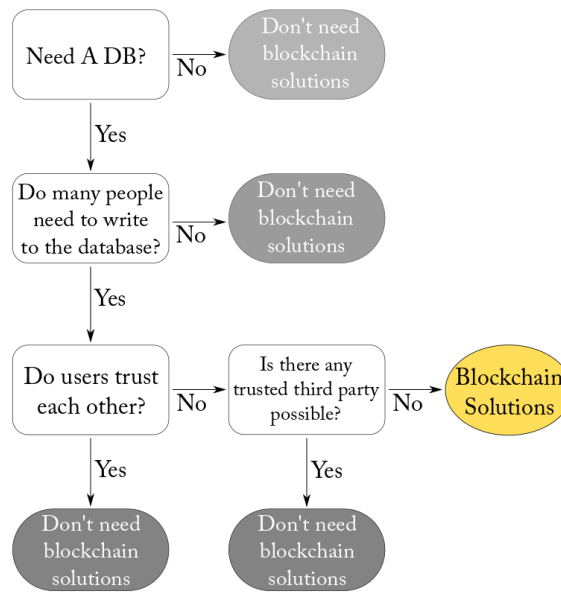 Need A DB?
No
Don't need
blockchain
solutions
Yes
Do many people
need to write
to the database?
No
Don't need
blockchain
solutions
Yes
Do users trust
each other?
No
Is there any
trusted third party
possible?
No
Blockchain
Solutions
Yes
Don't need
blockchain
solutions
Yes
Don't need
blockchain
solutions